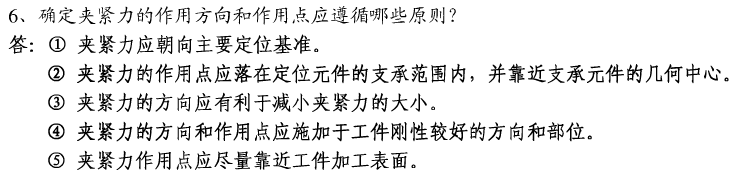 6、确定夹紧力的作用方向和作用点应遵循哪些原则？
答：① 夹紧力应朝向主要定位基准。
② 夹紧力的作用点应落在定位元件的支承范围内，并靠近支承元件的几何中心。
③ 夹紧力的方向应有利于减小夹紧力的大小。
④ 夹紧力的方向和作用点应施加于工件刚性较好的方向和部位。
⑤ 夹紧力作用点应尽量靠近工件加工表面。